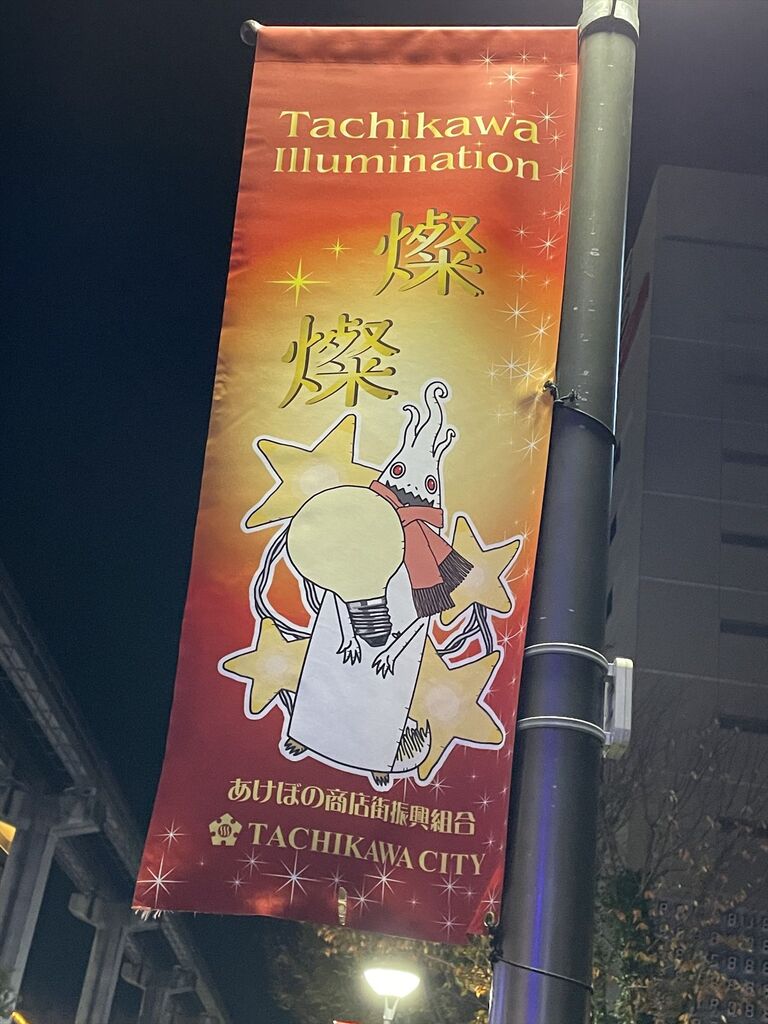 Tachikawa
Illumination
燦
燦
あけぼの商店街振興組合
TACHIKAWA CITY